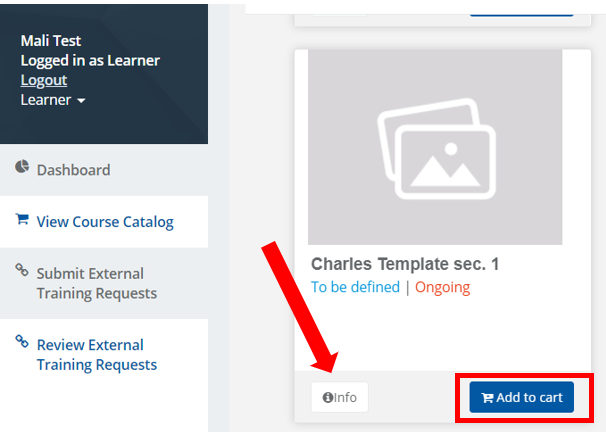 Mali Test
Logged in as Learner
Logout
Learner
Dashboard
View Course Catalog
Submit External
Training Requests
Review External
Training Requests
Charles Template sec. 1
To be defined | Ongoing
Info
Add to cart